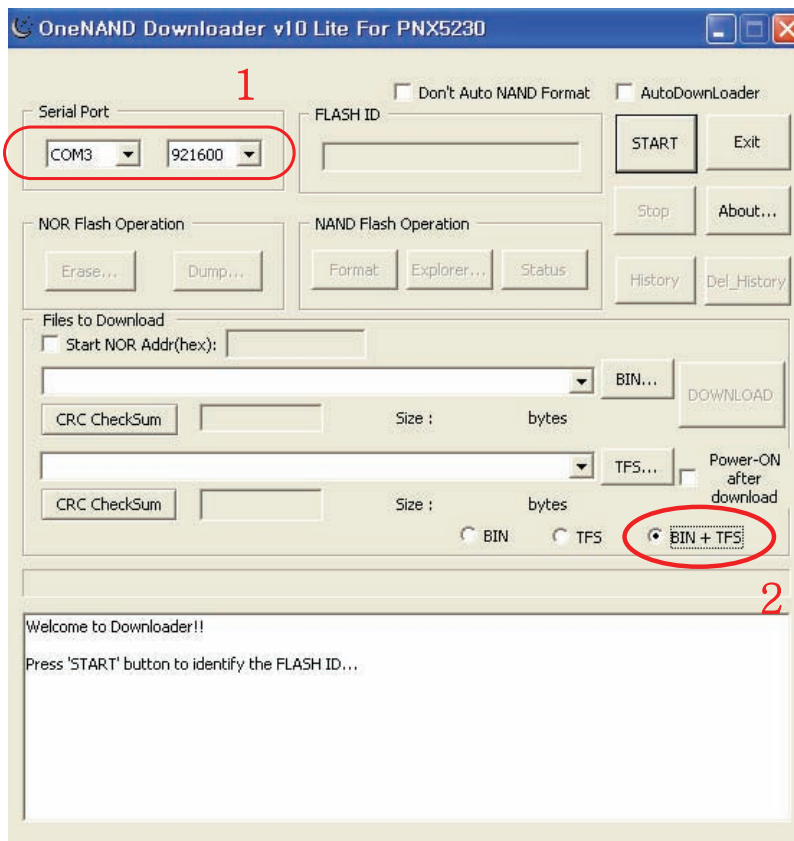 OneNAND Downloader v10 Lite For PNX5230
1
Don't Auto NAND Format
AutoDownLoader
Serial Port
FLASH ID
COM3
921600
START
Exit
Stop
About...
NOR Flash Operation
NAND Flash Operation
Erase...
Dump...
Format
Explorer...
Status
History
Del_History
Files to Download
Start NOR Addr(hex):
BIN...
DOWNLOAD
CRC CheckSum
Size :
bytes
TFS...
Power-ON
after
download
CRC CheckSum
Size :
bytes
BIN
TFS
BIN + TFS
2
Welcome to Downloader!!
Press 'START' button to identify the FLASH ID...